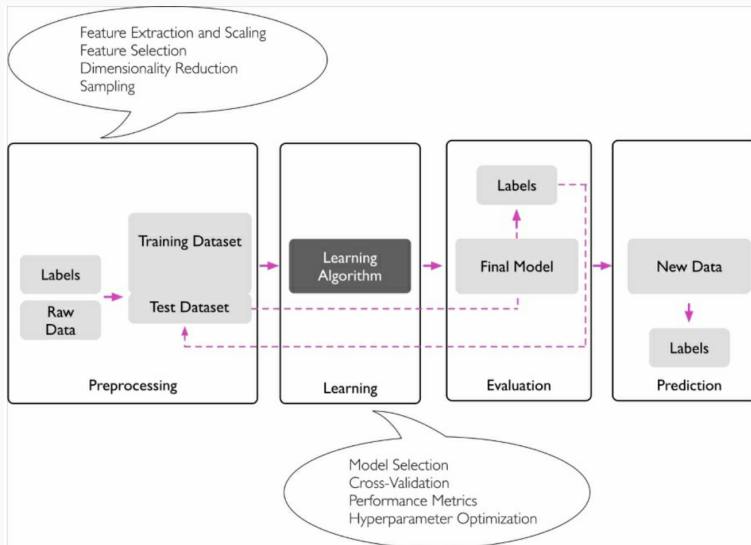 Feature Extraction and Scaling
Feature Selection
Dimensionality Reduction
Sampling
Labels
Raw
Data
Training Dataset
Test Dataset
Preprocessing
Learning
Algorithm
Learning
Labels
Final Model
Evaluation
New Data
Labels
Prediction
Model Selection
Cross-Validation
Performance Metrics
Hyperparameter Optimization